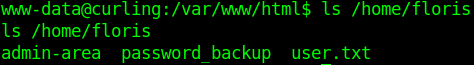 www-data@curling:/var/www/html$ ls /home/floris
ls /home/floris
admin-area  password_backup  user.txt